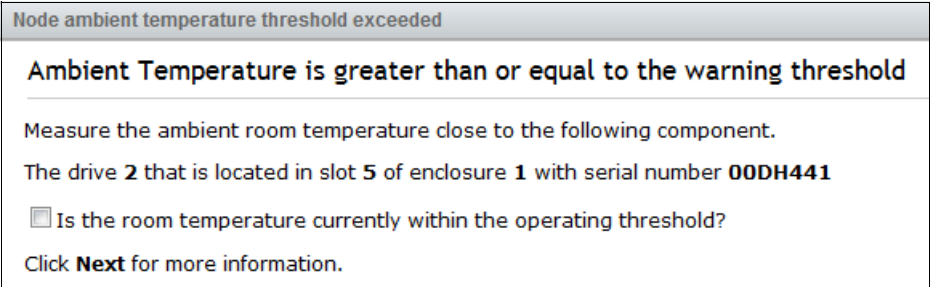 Node ambient temperature threshold exceeded
Ambient Temperature is greater than or equal to the warning threshold
Measure the ambient room temperature close to the following component.
The drive 2 that is located in slot 5 of enclosure 1 with serial number 00DH441
Is the room temperature currently within the operating threshold?
Click Next for more information.